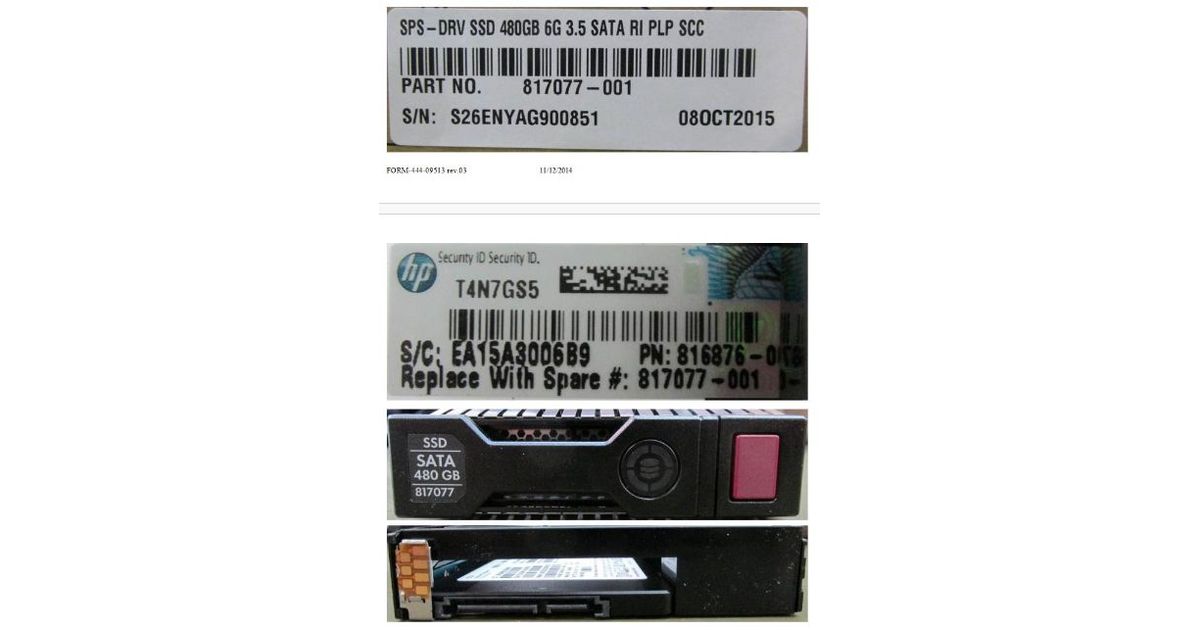 SPS-DRV SSD 480GB 6G 3.5 SATA RI PLP SCC
PART NO. 817077-001
S/N: S26ENYAG900851 08OCT2015
FORM-444-09513 rev.03 11/12/2014
hp Security ID Security ID.
T4N7GS5
S/C: EA15A3006B9 PN: 816876-0
Replace With Spare #: 817077-001
SSD
SATA
480 GB
817077